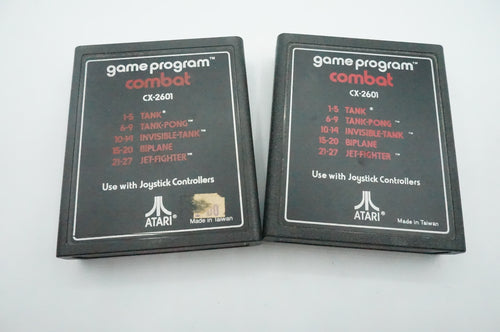 game program™
combat
CX-2601
1-5 TANK®
6-9 TANK-PONG™
10-14 INVISIBLE-TANK™
15-20 BIPLANE
21-27 JET-FIGHTER™
Use with Joystick Controllers
ATARI®
Made in Taiwan
game program™
combat
CX-2601
1-5 TANK®
6-9 TANK-PONG™
10-14 INVISIBLE-TANK™
15-20 BIPLANE
21-27 JET-FIGHTER™
Use with Joystick Controllers
ATARI®
Made in Taiwan